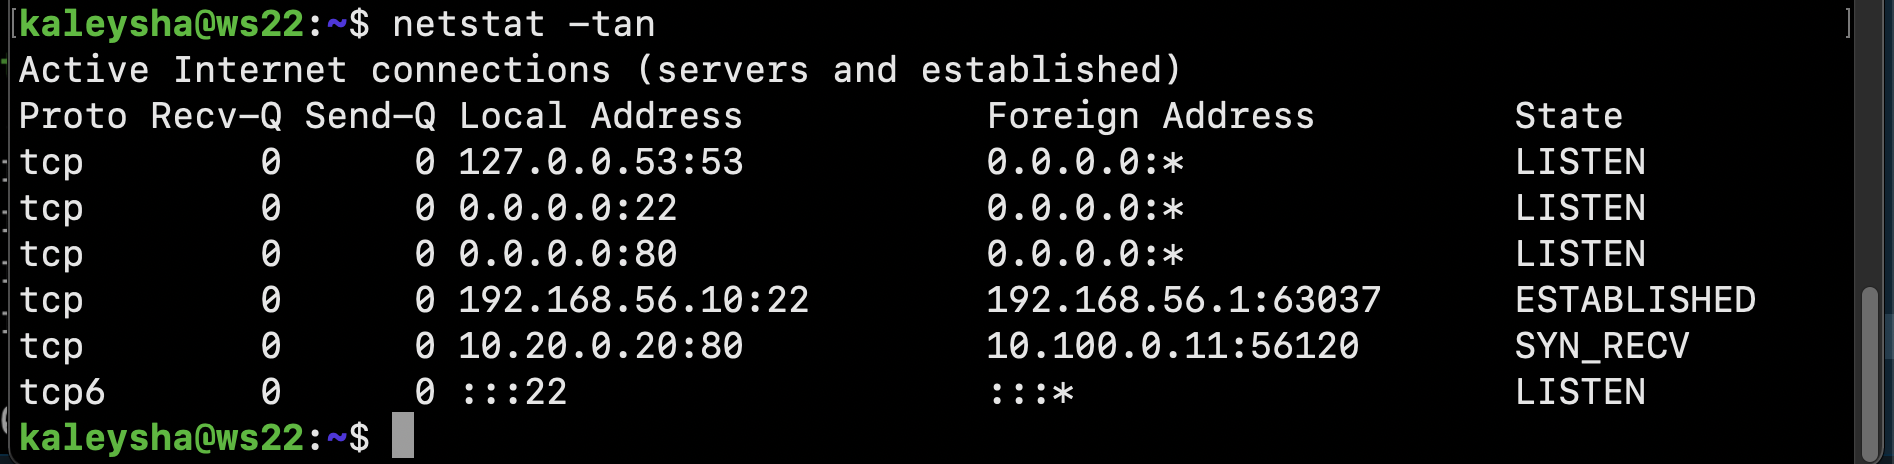 kaleysha@ws22:~$ netstat -tan
Active Internet connections (servers and established)
Proto Recv-Q Send-Q Local Address           Foreign Address         State
tcp        0      0 127.0.0.53:53           0.0.0.0:*               LISTEN
tcp        0      0 0.0.0.0:22              0.0.0.0:*               LISTEN
tcp        0      0 0.0.0.0:80              0.0.0.0:*               LISTEN
tcp        0      0 192.168.56.10:22        192.168.56.1:63037      ESTABLISHED
tcp        0      0 10.20.0.20:80           10.100.0.11:56120       SYN_RECV
tcp6       0      0 :::22                   :::*                    LISTEN
kaleysha@ws22:~$